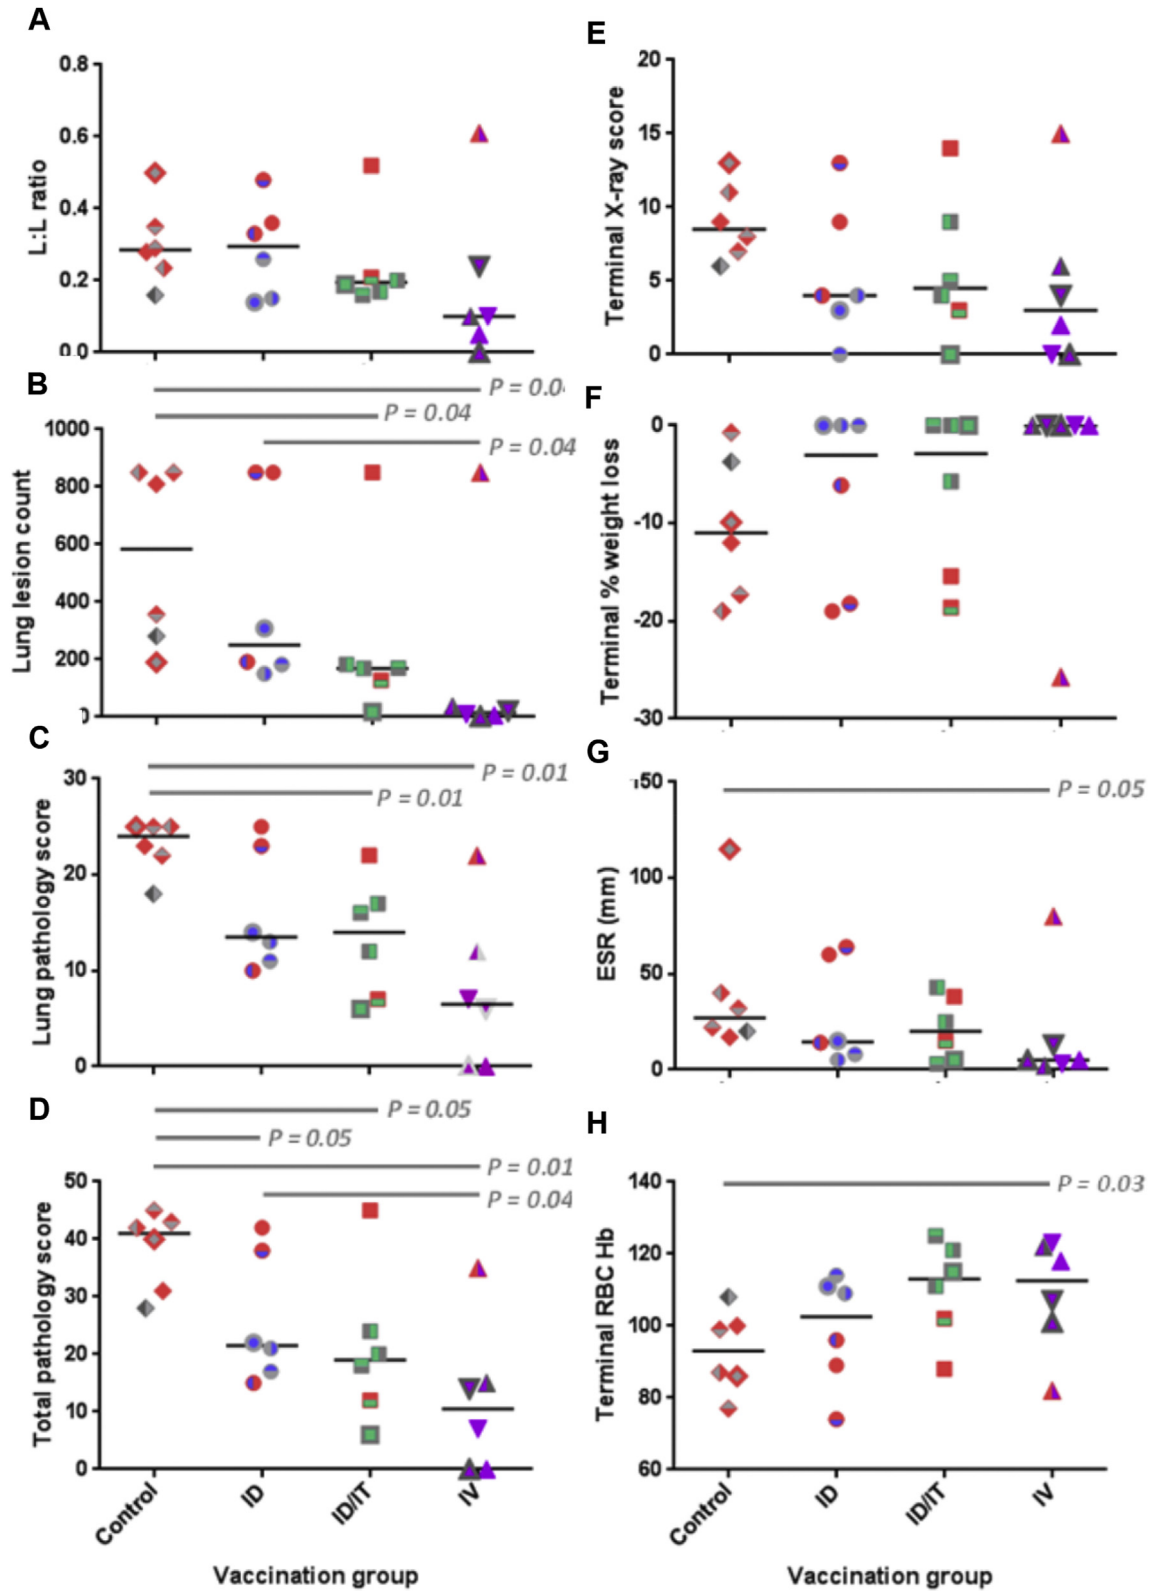 A
L:L ratio
0.8
0.6
0.4
0.2
0.0
B
P = 0.0
P = 0.04
P = 0.04
Lung lesion count
1000
800
600
400
200
C
P = 0.01
P = 0.01
Lung pathology score
30
20
10
0
D
P = 0.05
P = 0.05
P = 0.01
P = 0.04
Total pathology score
50
40
30
20
10
0
Control
ID
ID/IT
IV
Vaccination group
E
Terminal X-ray score
20
15
10
5
0
F
Terminal % weight loss
0
-10
-20
-30
G
P = 0.05
ESR (mm)
150
100
50
0
H
P = 0.03
Terminal RBC Hb
140
120
100
80
60
Control
ID
ID/IT
IV
Vaccination group